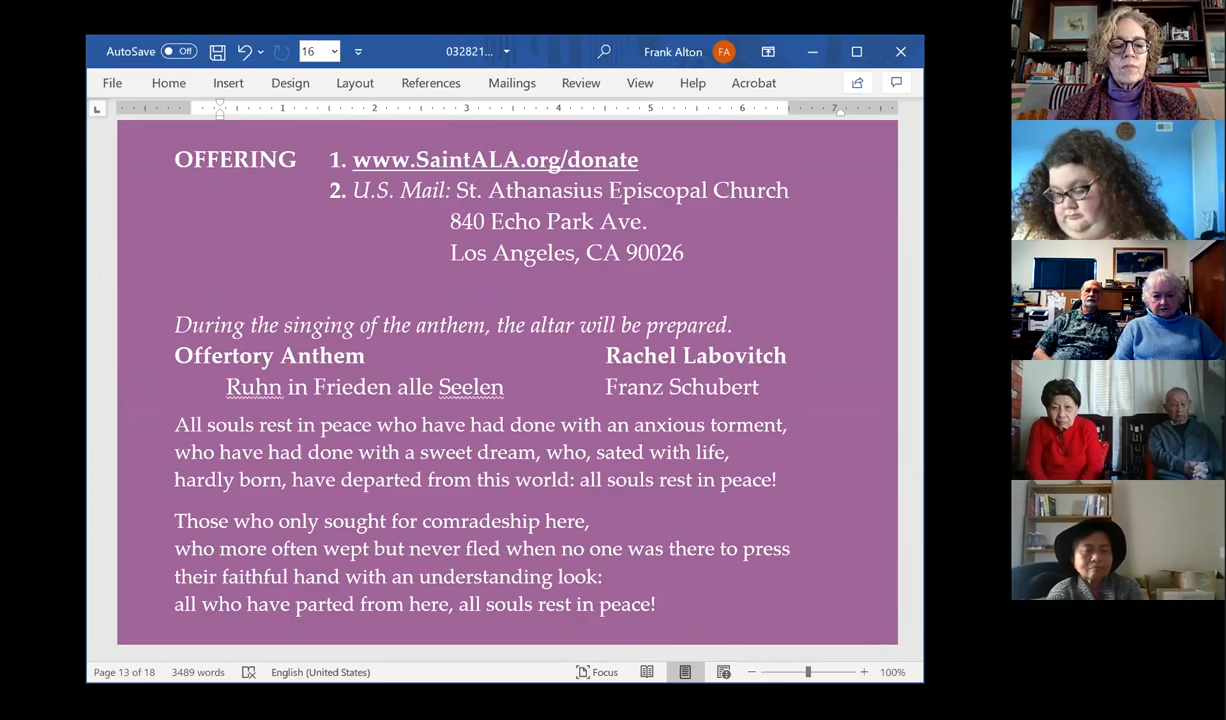 AutoSave Off 16 032821... Frank Alton FA
File Home Insert Design Layout References Mailings Review View Help Acrobat
1 2 3 4 5 6 7
OFFERING 1. www.SaintALA.org/donate
2. U.S. Mail: St. Athanasius Episcopal Church
840 Echo Park Ave.
Los Angeles, CA 90026
During the singing of the anthem, the altar will be prepared.
Offertory Anthem Rachel Labovitch
Ruhn in Frieden alle Seelen Franz Schubert
All souls rest in peace who have had done with an anxious torment,
who have had done with a sweet dream, who, sated with life,
hardly born, have departed from this world: all souls rest in peace!
Those who only sought for comradeship here,
who more often wept but never fled when no one was there to press
their faithful hand with an understanding look:
all who have parted from here, all souls rest in peace!
Page 13 of 18 3489 words English (United States) Focus 100%